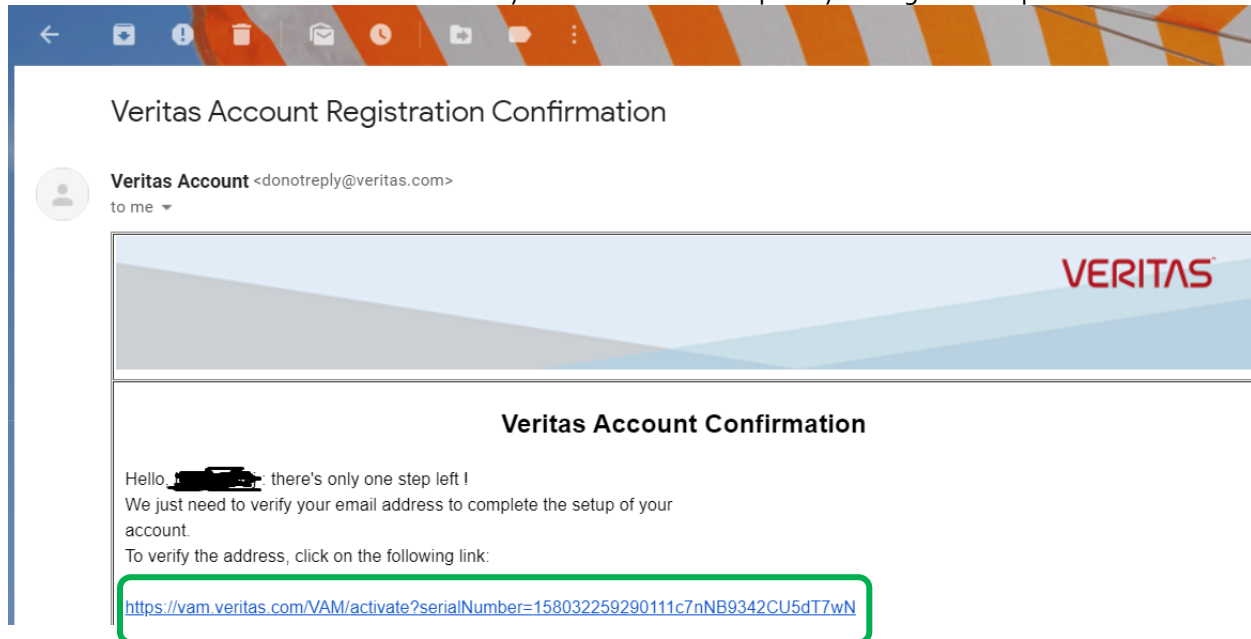 Veritas Account Registration Confirmation
Veritas Account <donotreply@veritas.com>
to me
VERITAS
Veritas Account Confirmation
Hello, : there's only one step left !
We just need to verify your email address to complete the setup of your
account.
To verify the address, click on the following link:
https://vam.veritas.com/VAM/activate?serialNumber=158032259290111c7nNB9342CU5dT7wN